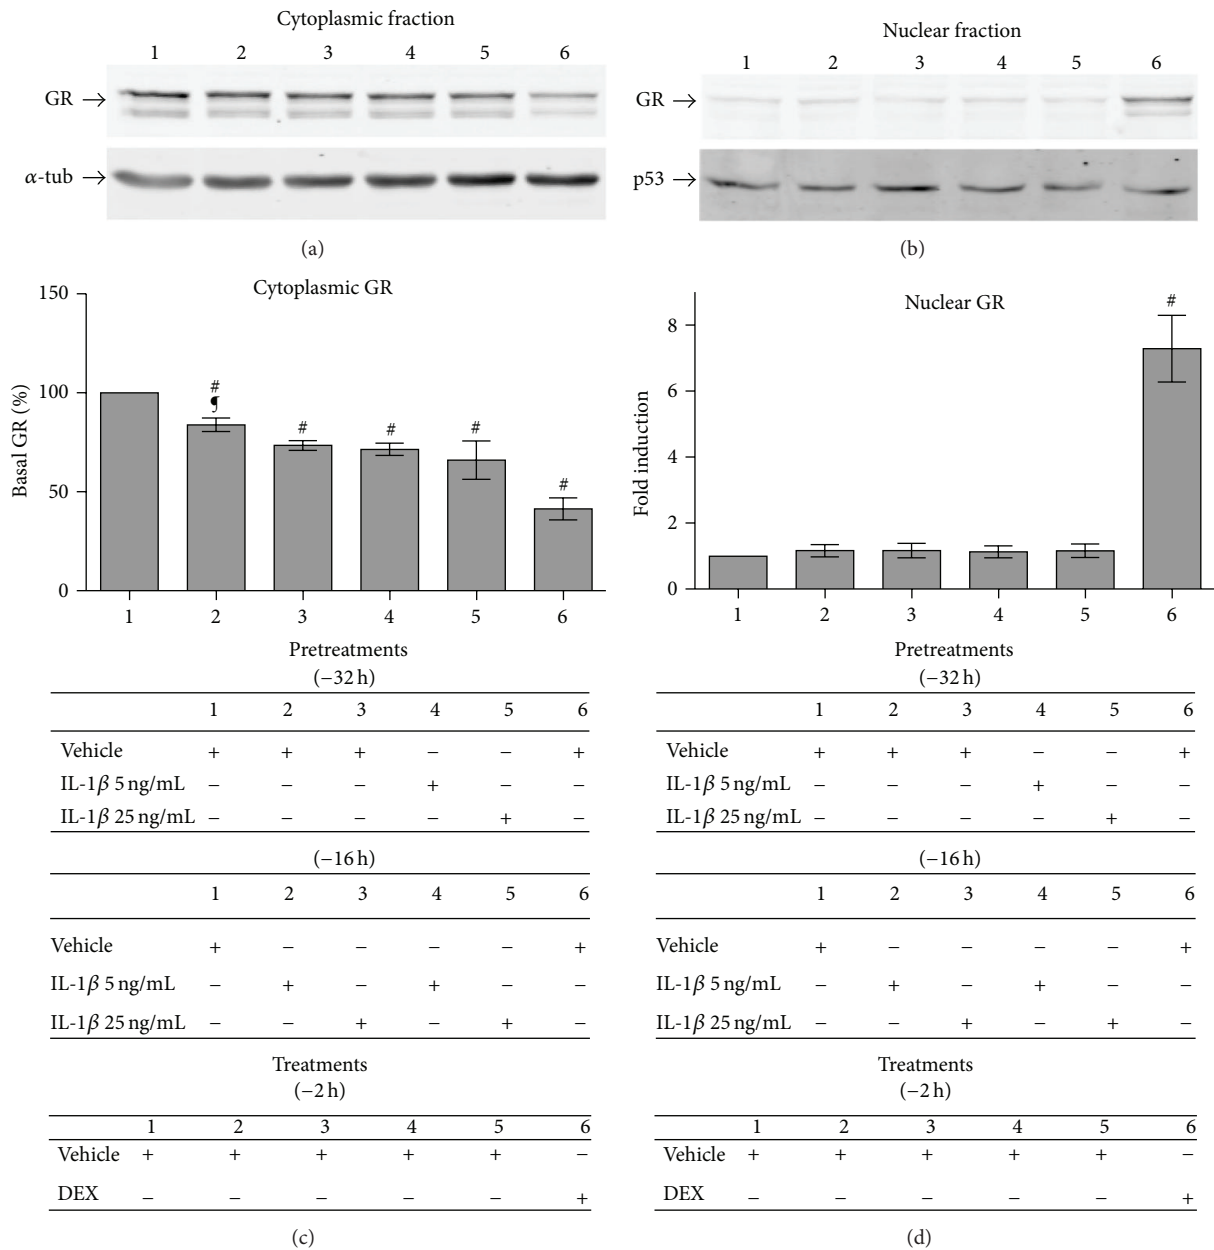 Cytoplasmic fraction
1 2 3 4 5 6
GR →
α-tub →
(a)
Nuclear fraction
1 2 3 4 5 6
GR →
p53 →
(b)
Cytoplasmic GR
Basal GR (%)
150
100
50
0
#
¶
# # # #
1 2 3 4 5 6
Pretreatments
(−32 h)
1 2 3 4 5 6
Vehicle + + + − − +
IL-1β 5 ng/mL − − − + − −
IL-1β 25 ng/mL − − − − + −
(−16 h)
1 2 3 4 5 6
Vehicle + − − − − +
IL-1β 5 ng/mL − + − + − −
IL-1β 25 ng/mL − − + − + −
Treatments
(−2 h)
1 2 3 4 5 6
Vehicle + + + + + −
DEX − − − − − +
(c)
Nuclear GR
Fold induction
8
6
4
2
0
#
1 2 3 4 5 6
Pretreatments
(−32 h)
1 2 3 4 5 6
Vehicle + + + − − +
IL-1β 5 ng/mL − − − + − −
IL-1β 25 ng/mL − − − − + −
(−16 h)
1 2 3 4 5 6
Vehicle + − − − − +
IL-1β 5 ng/mL − + − + − −
IL-1β 25 ng/mL − − + − + −
Treatments
(−2 h)
1 2 3 4 5 6
Vehicle + + + + + −
DEX − − − − − +
(d)